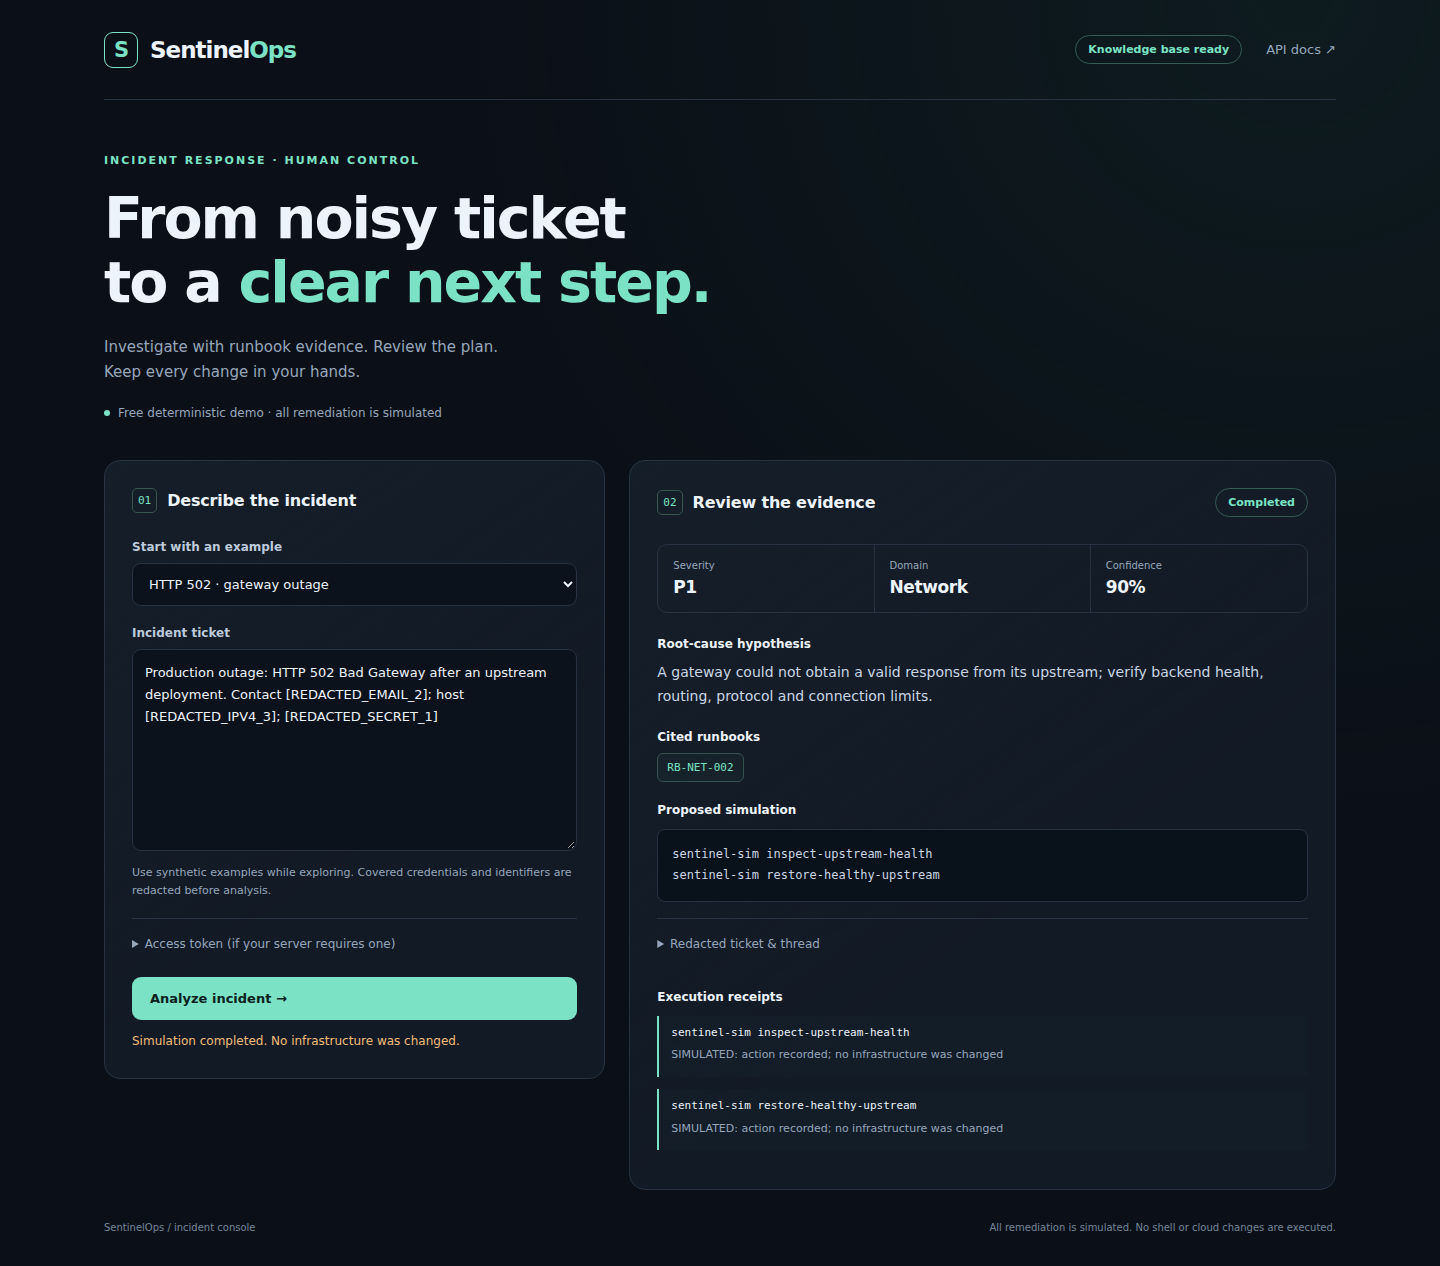 S SentinelOps
Knowledge base ready
API docs ↗
INCIDENT RESPONSE · HUMAN CONTROL
From noisy ticket
to a clear next step.
Investigate with runbook evidence. Review the plan.
Keep every change in your hands.
Free deterministic demo · all remediation is simulated
01 Describe the incident
Start with an example
HTTP 502 · gateway outage
Incident ticket
Production outage: HTTP 502 Bad Gateway after an upstream
deployment. Contact [REDACTED_EMAIL_2]; host
[REDACTED_IPV4_3]; [REDACTED_SECRET_1]
Use synthetic examples while exploring. Covered credentials and identifiers are
redacted before analysis.
Access token (if your server requires one)
Analyze incident →
Simulation completed. No infrastructure was changed.
02 Review the evidence
Completed
Severity
P1
Domain
Network
Confidence
90%
Root-cause hypothesis
A gateway could not obtain a valid response from its upstream; verify backend health,
routing, protocol and connection limits.
Cited runbooks
RB-NET-002
Proposed simulation
sentinel-sim inspect-upstream-health
sentinel-sim restore-healthy-upstream
Redacted ticket & thread
Execution receipts
sentinel-sim inspect-upstream-health
SIMULATED: action recorded; no infrastructure was changed
sentinel-sim restore-healthy-upstream
SIMULATED: action recorded; no infrastructure was changed
SentinelOps / incident console
All remediation is simulated. No shell or cloud changes are executed.